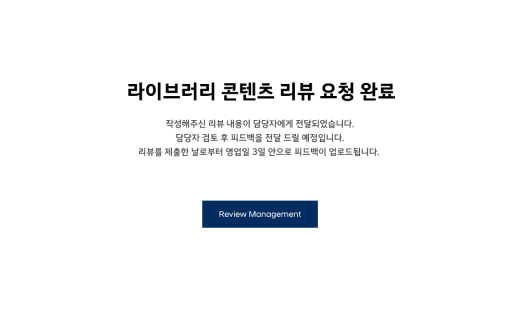 라이브러리 콘텐츠 리뷰 요청 완료
작성해주신 리뷰 내용이 담당자에게 전달되었습니다.
담당자 검토 후 피드백을 전달 드릴 예정입니다.
리뷰를 제출한 날로부터 영업일 3일 안으로 피드백이 업로드됩니다.
Review Management